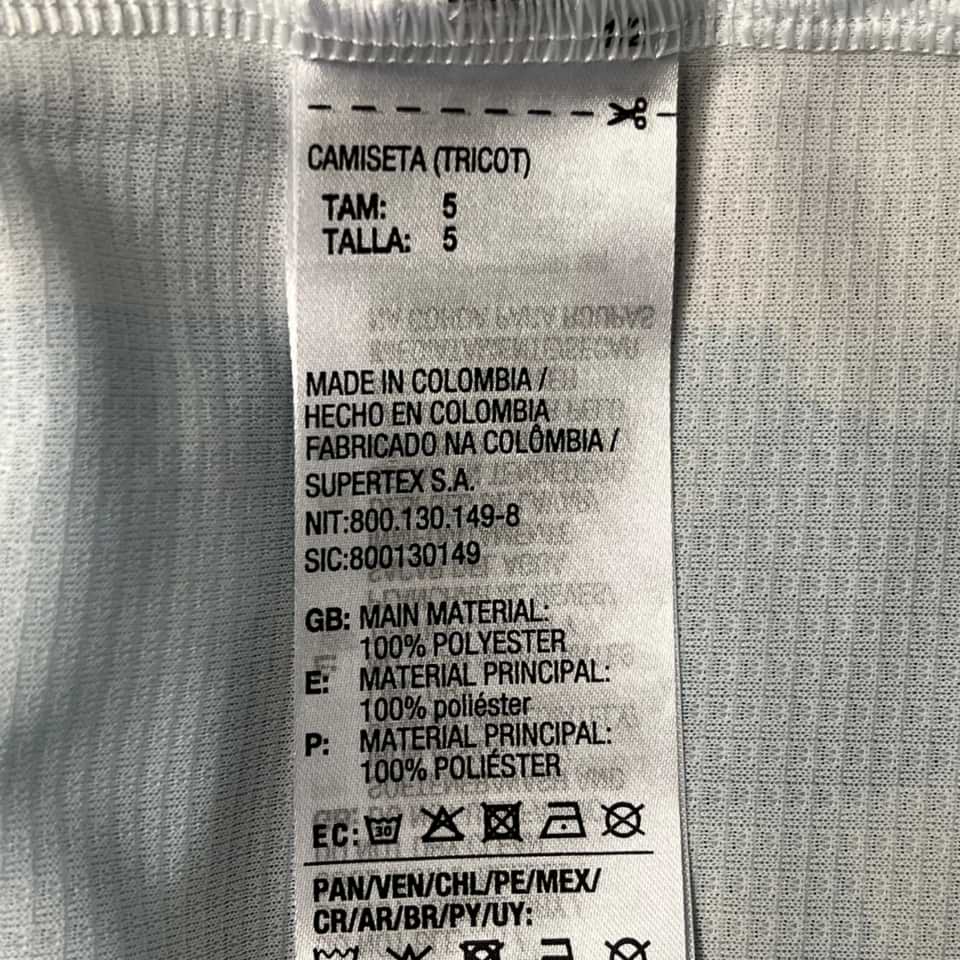 CAMISETA (TRICOT)
TAM: 5
TALLA: 5
MADE IN COLOMBIA /
HECHO EN COLOMBIA
FABRICADO NA COLÔMBIA /
SUPERTEX S.A.
NIT:800.130.149-8
SIC:800130149
GB: MAIN MATERIAL:
100% POLYESTER
E: MATERIAL PRINCIPAL:
100% poliéster
P: MATERIAL PRINCIPAL:
100% POLIÉSTER
EC: 30
PAN/VEN/CHL/PE/MEX/
CR/AR/BR/PY/UY: